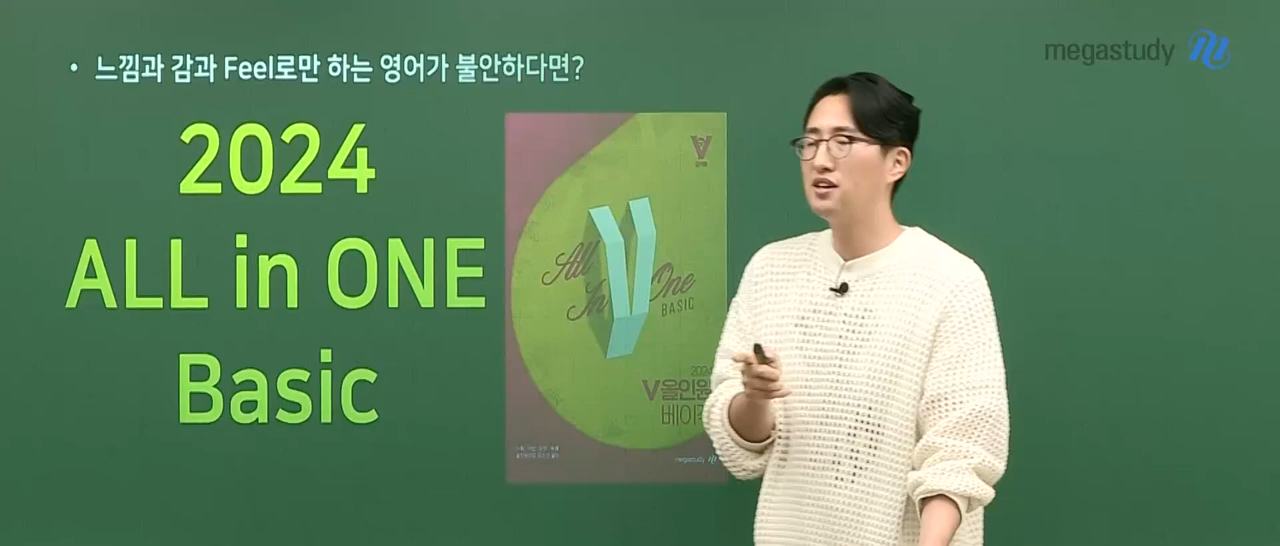 megastudy
• 느낌과 감과 Feel로만 하는 영어가 불안하다면?
2024
ALL in ONE
Basic
All
In One
BASIC
2024
V올인원
베이
megastudy